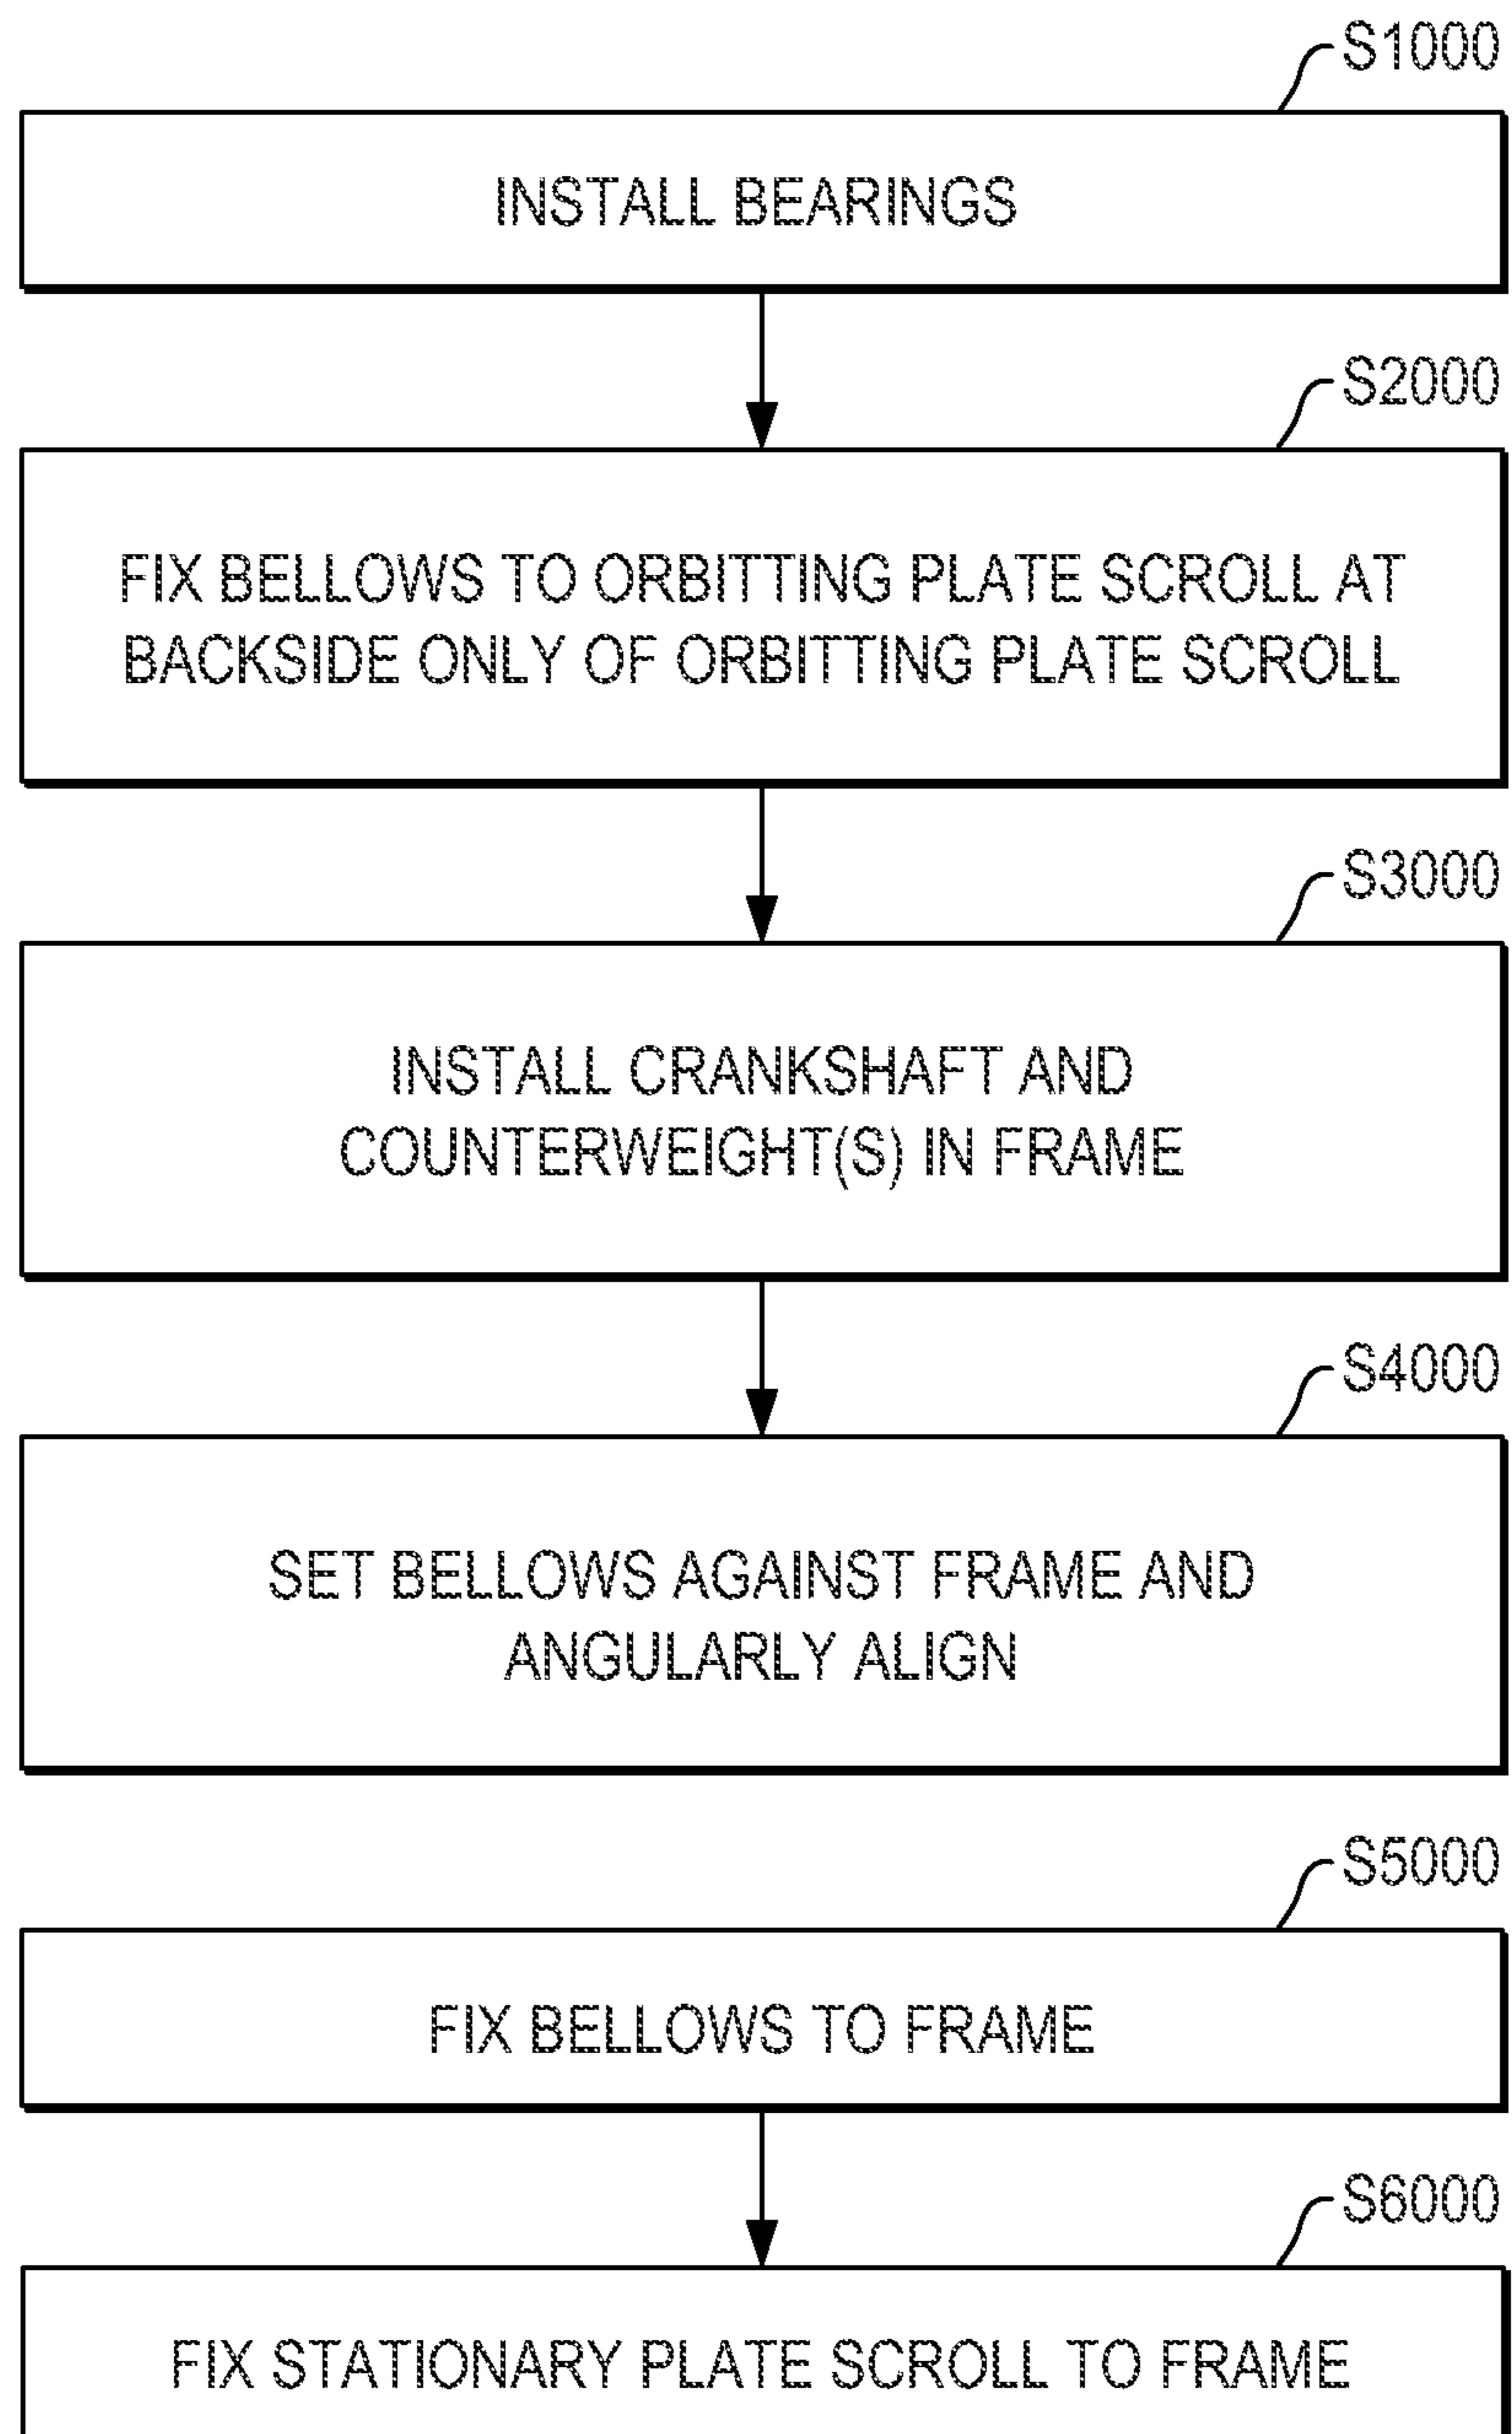 S1000
INSTALL BEARINGS
S2000
FIX BELLOWS TO ORBITTING PLATE SCROLL AT
BACKSIDE ONLY OF ORBITTING PLATE SCROLL
S3000
INSTALL CRANKSHAFT AND
COUNTERWEIGHT(S) IN FRAME
S4000
SET BELLOWS AGAINST FRAME AND
ANGULARLY ALIGN
S5000
FIX BELLOWS TO FRAME
S6000
FIX STATIONARY PLATE SCROLL TO FRAME